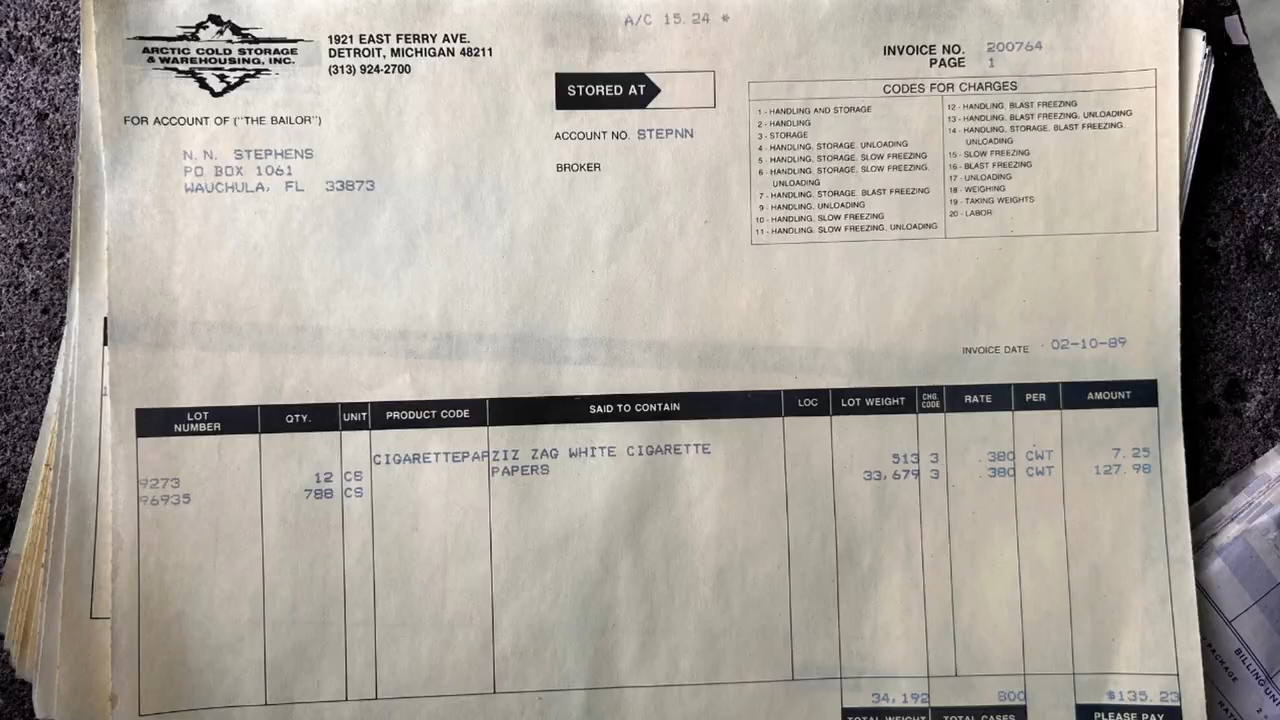 A/C 15.24 *
ARCTIC COLD STORAGE
& WAREHOUSING, INC.
1921 EAST FERRY AVE.
DETROIT, MICHIGAN 48211
(313) 924-2700
STORED AT
INVOICE NO. 200764
PAGE 1
FOR ACCOUNT OF ("THE BAILOR")
N. N. STEPHENS
PO BOX 1061
WAUCHULA, FL 33873
ACCOUNT NO. STEPNN
BROKER
CODES FOR CHARGES
1 - HANDLING AND STORAGE
2 - HANDLING
3 - STORAGE
4 - HANDLING, STORAGE, UNLOADING
5 - HANDLING, STORAGE, SLOW FREEZING
6 - HANDLING, STORAGE, SLOW FREEZING,
UNLOADING
7 - HANDLING, STORAGE, BLAST FREEZING
9 - HANDLING, UNLOADING
10 - HANDLING, SLOW FREEZING
11 - HANDLING, SLOW FREEZING, UNLOADING
12 - HANDLING, BLAST FREEZING
13 - HANDLING, BLAST FREEZING, UNLOADING
14 - HANDLING, STORAGE, BLAST FREEZING,
UNLOADING
15 - SLOW FREEZING
16 - BLAST FREEZING
17 - UNLOADING
18 - WEIGHING
19 - TAKING WEIGHTS
20 - LABOR
INVOICE DATE 02-10-89
LOT NUMBER QTY. UNIT PRODUCT CODE SAID TO CONTAIN LOC LOT WEIGHT CHG. CODE RATE PER AMOUNT
CIGARETTEPAP ZIZ ZAG WHITE CIGARETTE
PAPERS
9273 12 CS 513 3 .380 CWT 7.25
96935 788 CS 33,679 3 .380 CWT 127.98
34,192 800 $135.23
TOTAL WEIGHT TOTAL CASES PLEASE PAY
PACKAGE